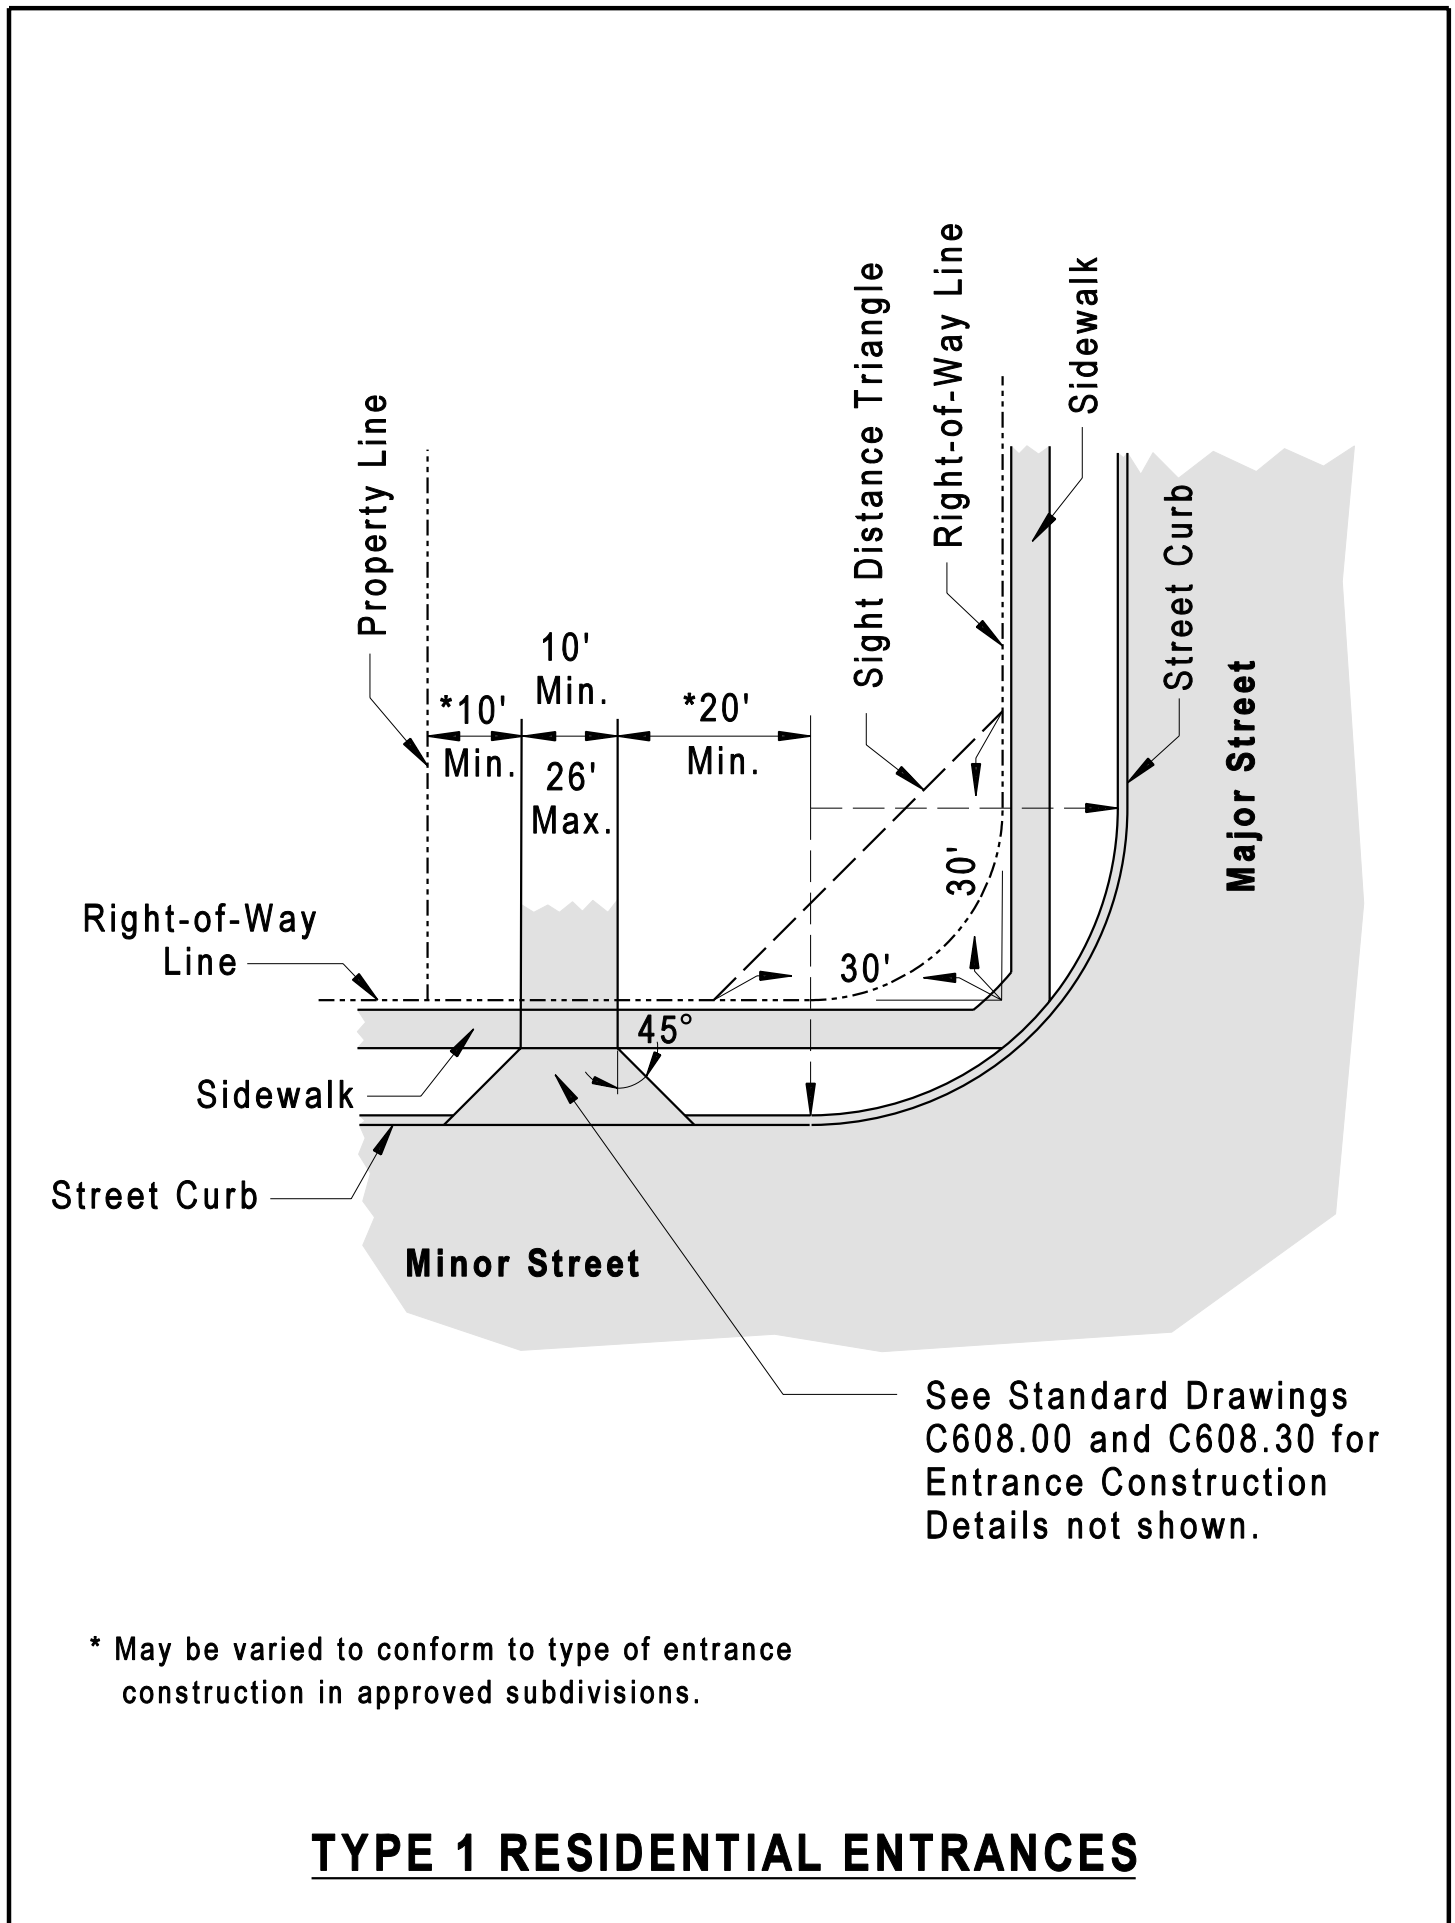 Property Line
Sight Distance Triangle
Right-of-Way Line
Sidewalk
Street Curb
Major Street
*10'
Min.
10'
Min.
26'
Max.
*20'
Min.
30'
30'
45°
Right-of-Way
Line
Sidewalk
Street Curb
Minor Street
See Standard Drawings
C608.00 and C608.30 for
Entrance Construction
Details not shown.
* May be varied to conform to type of entrance
construction in approved subdivisions.
TYPE 1 RESIDENTIAL ENTRANCES